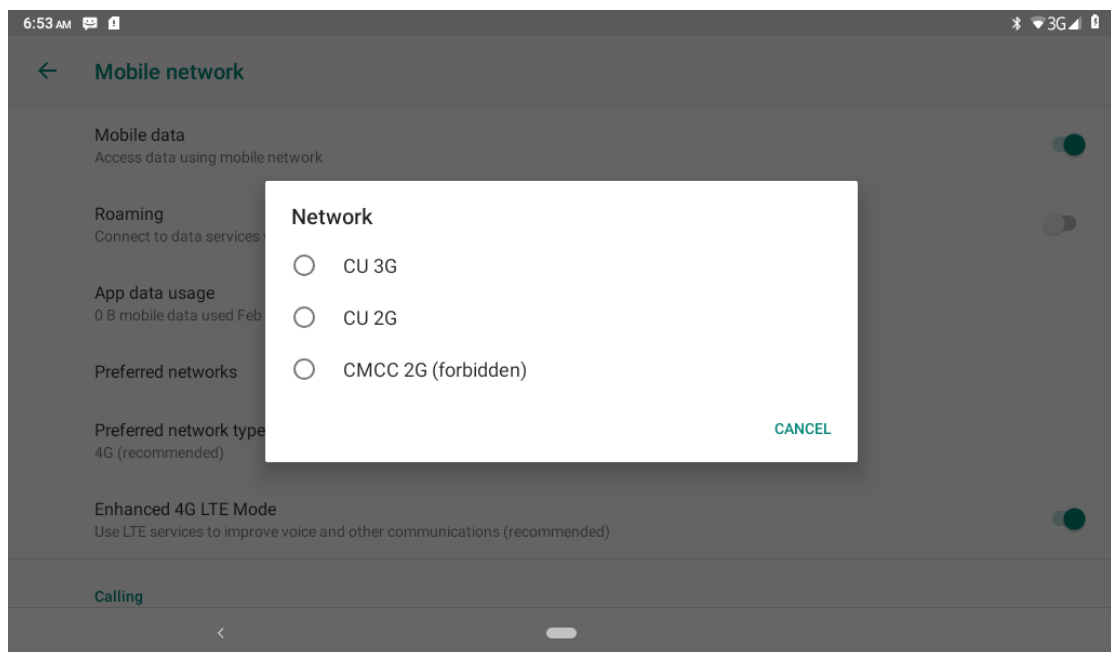 6:53 AM
3G
Mobile network
Mobile data
Access data using mobile network
Roaming
Connect to data services
App data usage
0 B mobile data used Feb
Preferred networks
Preferred network type
4G (recommended)
Enhanced 4G LTE Mode
Use LTE services to improve voice and other communications (recommended)
Calling
Network
CU 3G
CU 2G
CMCC 2G (forbidden)
CANCEL